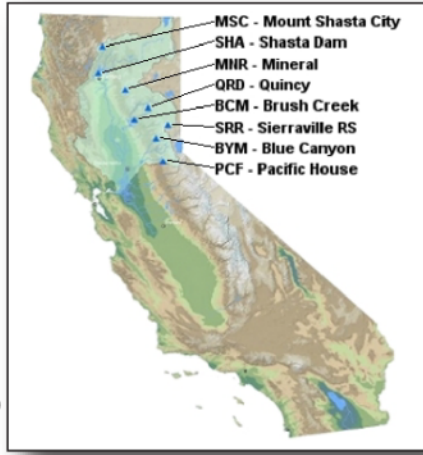 MSC - Mount Shasta City
SHA - Shasta Dam
MNR - Mineral
QRD - Quincy
BCM - Brush Creek
SRR - Sierraville RS
BYM - Blue Canyon
PCF - Pacific House